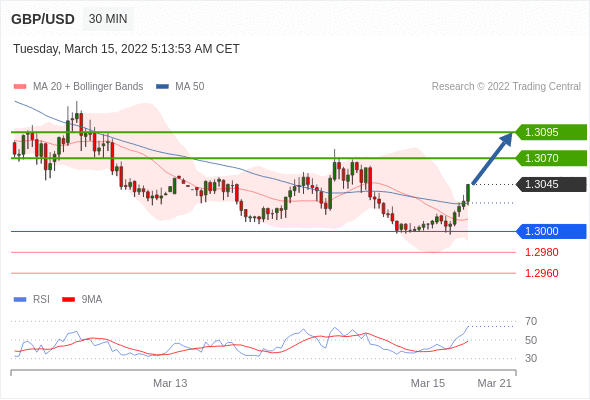 GBP/USD 30 MIN
Tuesday, March 15, 2022 5:13:53 AM CET
MA 20 + Bollinger Bands MA 50 Research © 2022 Trading Central
1.3095
1.3070
1.3045
1.3000
1.2980
1.2960
RSI 9MA
70
50
30
Mar 13 Mar 15 Mar 21